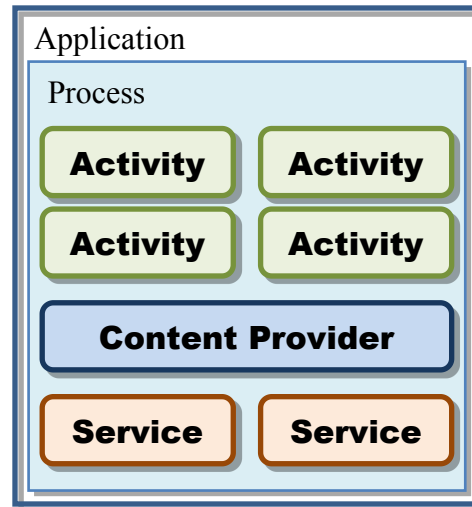 Application
Process
Activity Activity
Activity Activity
Content Provider
Service Service